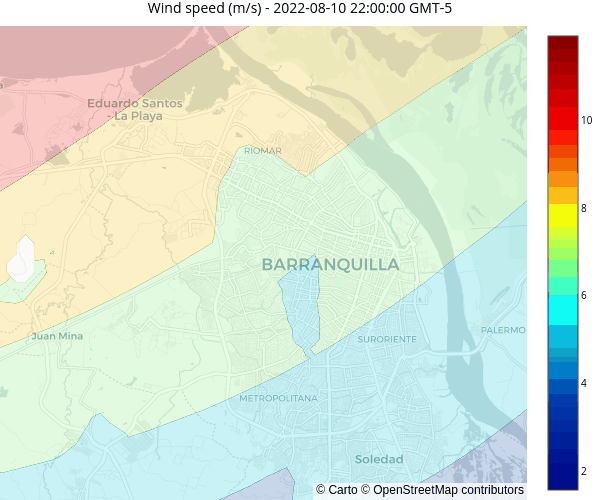 Wind speed (m/s) - 2022-08-10 22:00:00 GMT-5
Eduardo Santos
- La Playa
RIOMAR
BARRANQUILLA
Juan Mina
SURORIENTE
PALERMO
METROPOLITANA
Soledad
10
8
6
4
2
© Carto © OpenStreetMap contributors